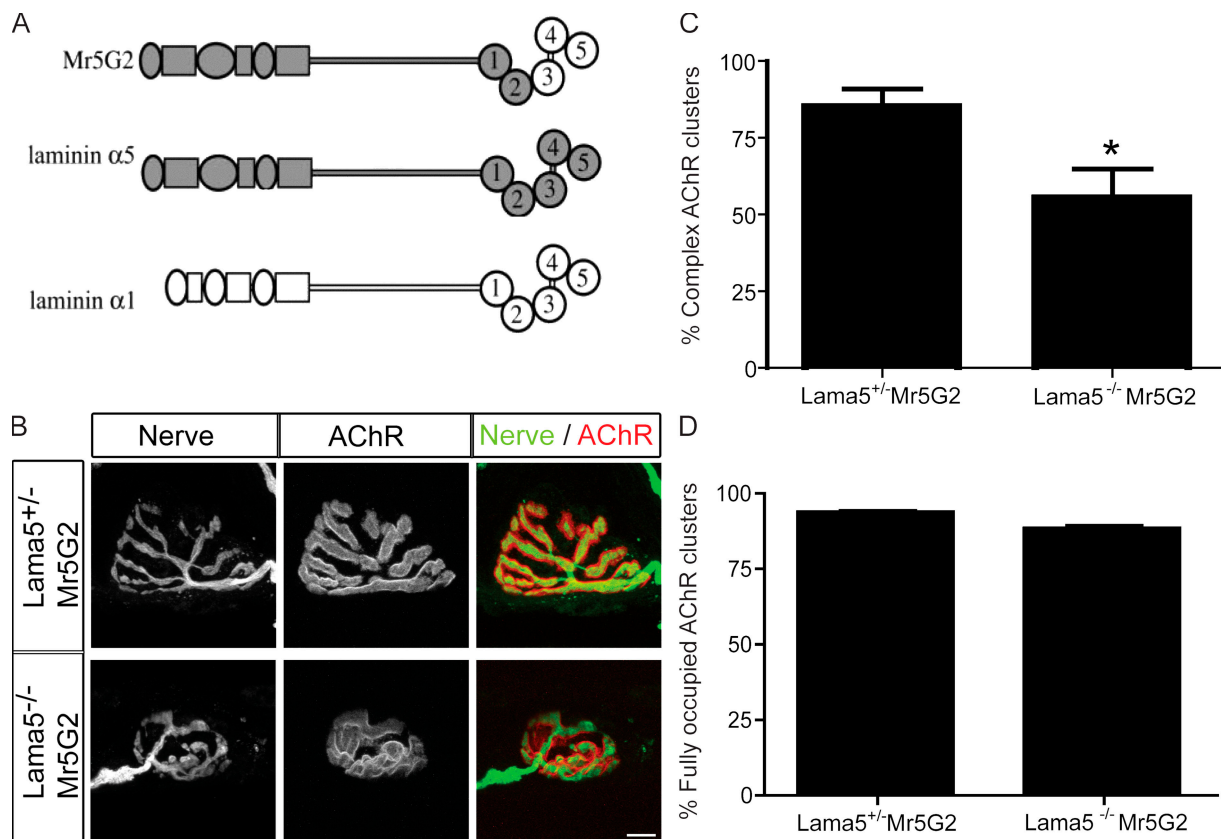 A
Mr5G2
1
2
3
4
5
laminin α5
1
2
3
4
5
laminin α1
1
2
3
4
5
B
Nerve
AChR
Nerve / AChR
Lama5+/-
Mr5G2
Lama5-/-
Mr5G2
C
% Complex AChR clusters
100
75
50
25
0
*
Lama5+/-Mr5G2
Lama5-/-Mr5G2
D
% Fully occupied AChR clusters
100
75
50
25
0
Lama5+/-Mr5G2
Lama5-/-Mr5G2